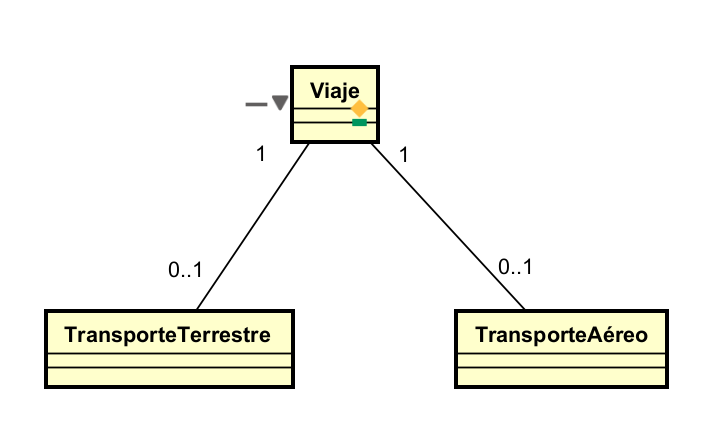 Viaje
1
1
0..1
0..1
TransporteTerrestre
TransporteAéreo